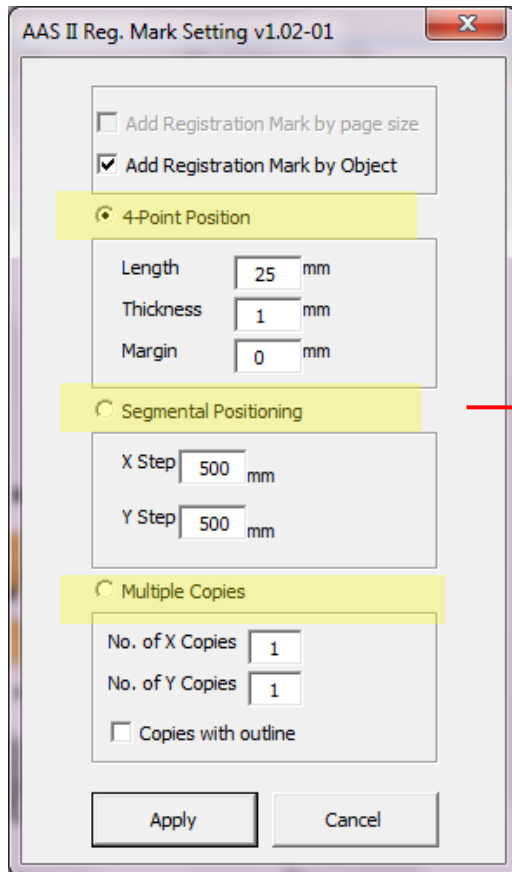 AAS II Reg. Mark Setting v1.02-01
Add Registration Mark by page size
Add Registration Mark by Object
4-Point Position
Length 25 mm
Thickness 1 mm
Margin 0 mm
Segmental Positioning
X Step 500 mm
Y Step 500 mm
Multiple Copies
No. of X Copies 1
No. of Y Copies 1
Copies with outline
Apply Cancel